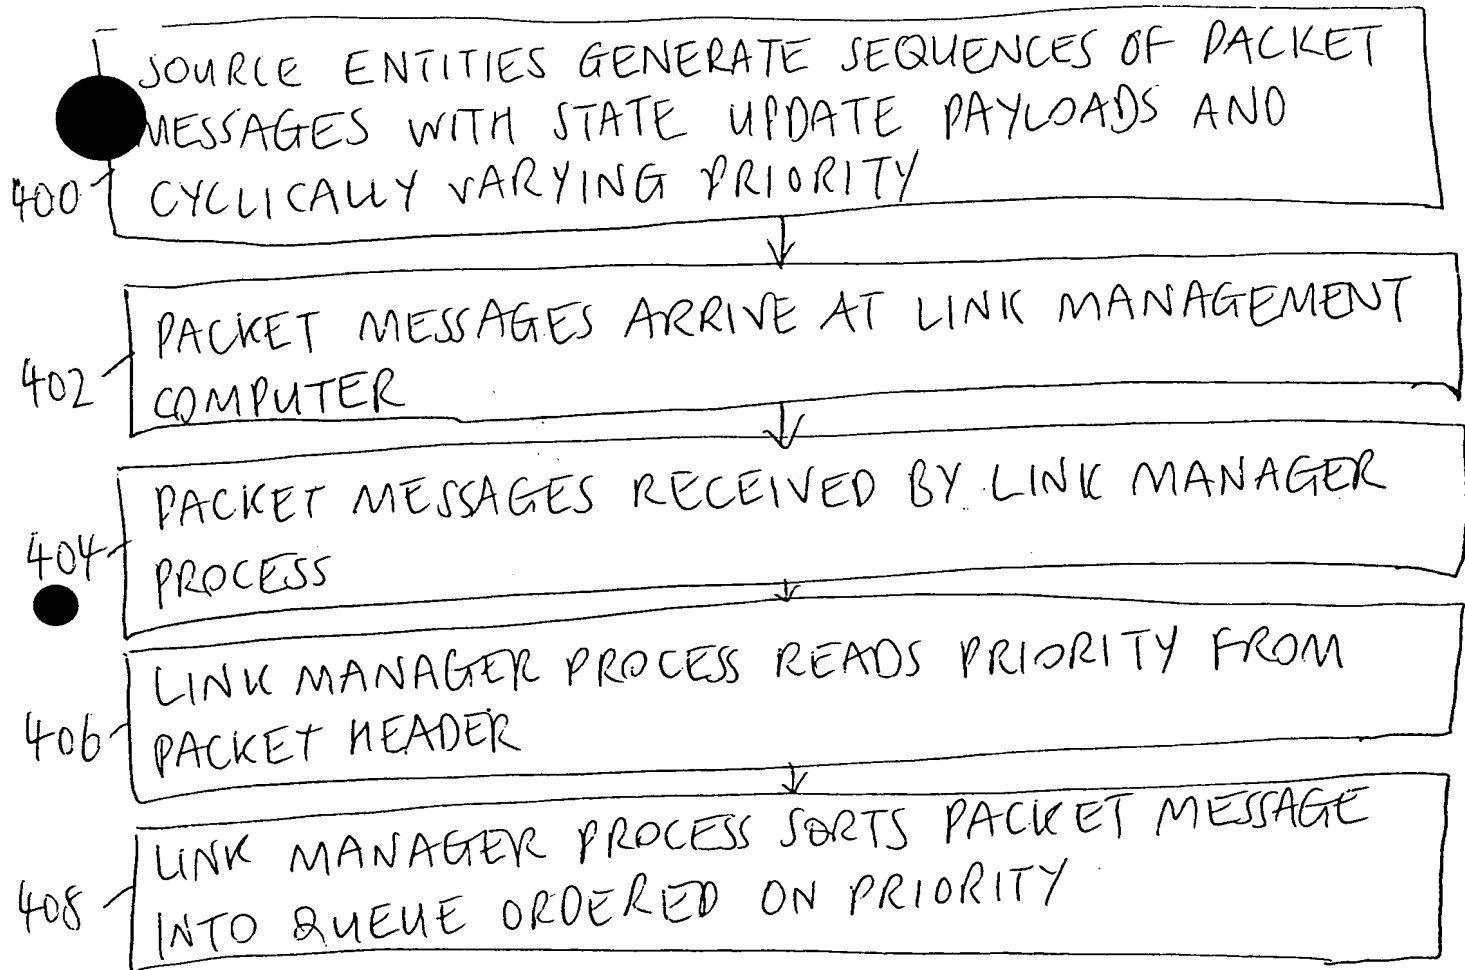 SOURCE ENTITIES GENERATE SEQUENCES OF PACKET
MESSAGES WITH STATE UPDATE PAYLOADS AND
400 CYCLICALLY VARYING PRIORITY
PACKET MESSAGES ARRIVE AT LINK MANAGEMENT
402 COMPUTER
PACKET MESSAGES RECEIVED BY LINK MANAGER
404 PROCESS
LINK MANAGER PROCESS READS PRIORITY FROM
406 PACKET HEADER
LINK MANAGER PROCESS SORTS PACKET MESSAGE
408 INTO QUEUE ORDERED ON PRIORITY